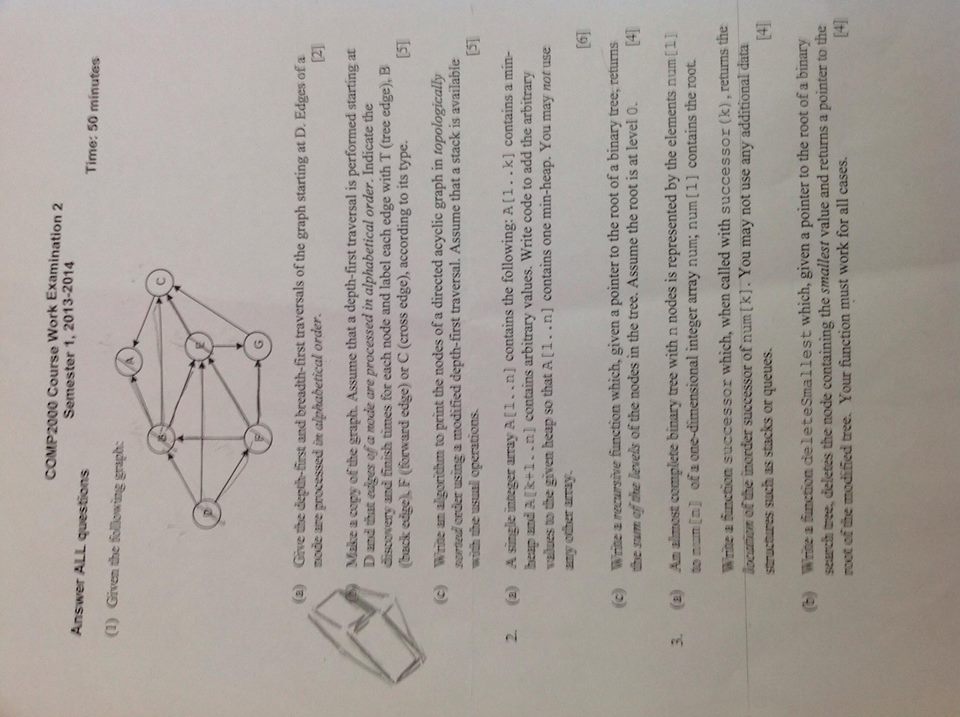 COMP2000 Course Work Examination 2
Semester 1, 2013-2014
Answer ALL questions
Time: 50 minutes
(1) Given the following graph:
A
B
C
D
E
F
G
(a) Give the depth-first and breadth-first traversals of the graph starting at D. Edges of a
node are processed in alphabetical order. [2]
(b) Make a copy of the graph. Assume that a depth-first traversal is performed starting at
D and that edges of a node are processed in alphabetical order. Indicate the
discovery and finish times for each node and label each edge with T (tree edge), B
(back edge), F (forward edge) or C (cross edge), according to its type. [5]
(c) Write an algorithm to print the nodes of a directed acyclic graph in topologically
sorted order using a modified depth-first traversal. Assume that a stack is available
with the usual operations. [5]
2. (a) A single integer array A[1..n] contains the following: A[1..k] contains a min-
heap and A[k+1..n] contains arbitrary values. Write code to add the arbitrary
values to the given heap so that A[1..n] contains one min-heap. You may not use
any other array. [6]
(c) Write a recursive function which, given a pointer to the root of a binary tree, returns
the sum of the levels of the nodes in the tree. Assume the root is at level 0. [4]
3. (a) An almost complete binary tree with n nodes is represented by the elements num[1]
to num[n] of a one-dimensional integer array num; num[1] contains the root.
Write a function successor which, when called with successor(k), returns the
location of the inorder successor of num[k]. You may not use any additional data
structures such as stacks or queues. [4]
(b) Write a function deleteSmallest which, given a pointer to the root of a binary
search tree, deletes the node containing the smallest value and returns a pointer to the
root of the modified tree. Your function must work for all cases. [4]